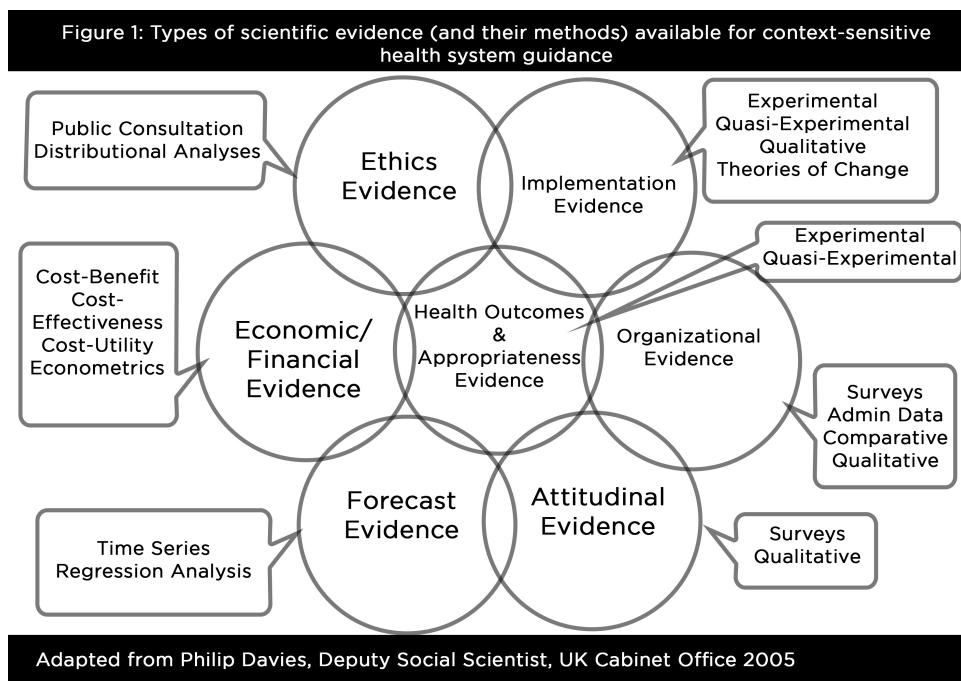 Figure 1: Types of scientific evidence (and their methods) available for context-sensitive
health system guidance
Public Consultation
Distributional Analyses
Ethics
Evidence
Implementation
Evidence
Experimental
Quasi-Experimental
Qualitative
Theories of Change
Experimental
Quasi-Experimental
Cost-Benefit
Cost-
Effectiveness
Cost-Utility
Econometrics
Economic/
Financial
Evidence
Health Outcomes
&
Appropriateness
Evidence
Organizational
Evidence
Surveys
Admin Data
Comparative
Qualitative
Forecast
Evidence
Attitudinal
Evidence
Time Series
Regression Analysis
Surveys
Qualitative
Adapted from Philip Davies, Deputy Social Scientist, UK Cabinet Office 2005